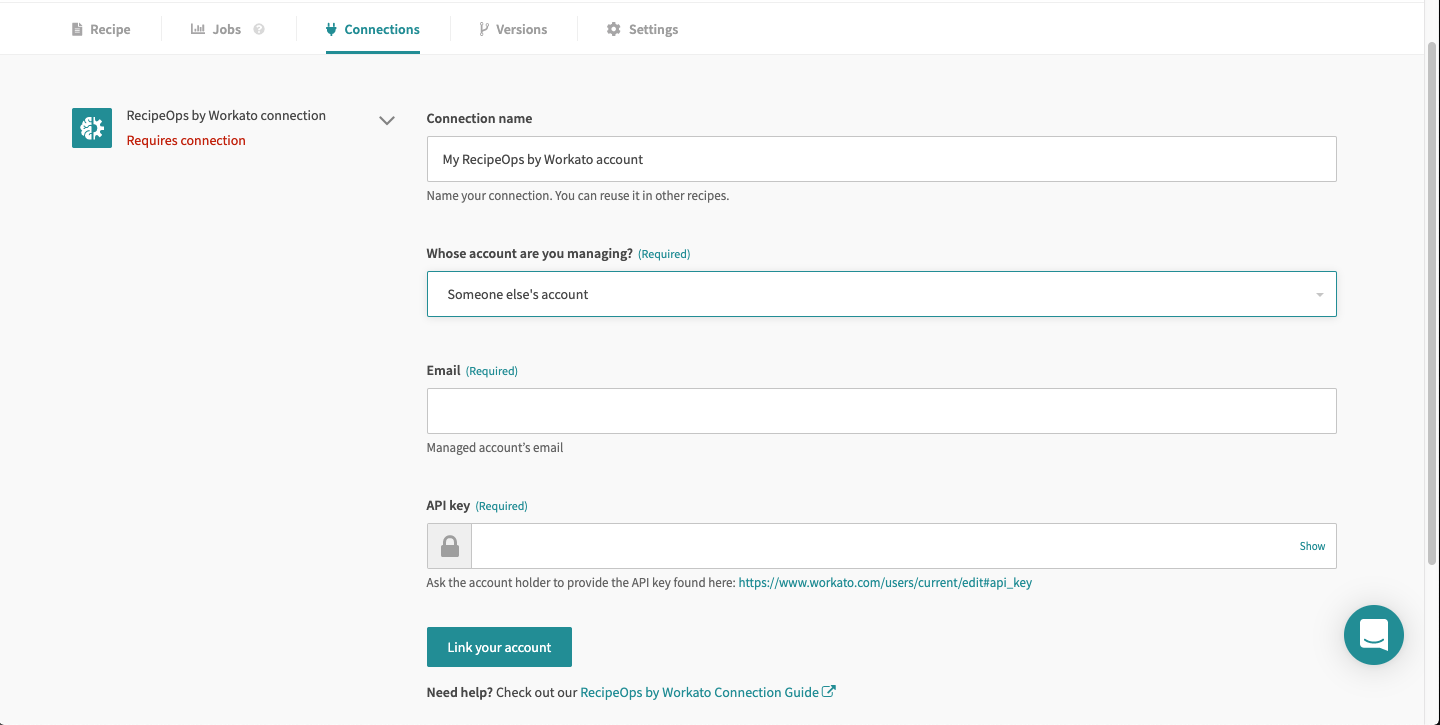 Recipe Jobs Connections Versions Settings
RecipeOps by Workato connection
Requires connection
Connection name
My RecipeOps by Workato account
Name your connection. You can reuse it in other recipes.
Whose account are you managing? (Required)
Someone else's account
Email (Required)
Managed account’s email
API key (Required)
Show
Ask the account holder to provide the API key found here: https://www.workato.com/users/current/edit#api_key
Link your account
Need help? Check out our RecipeOps by Workato Connection Guide